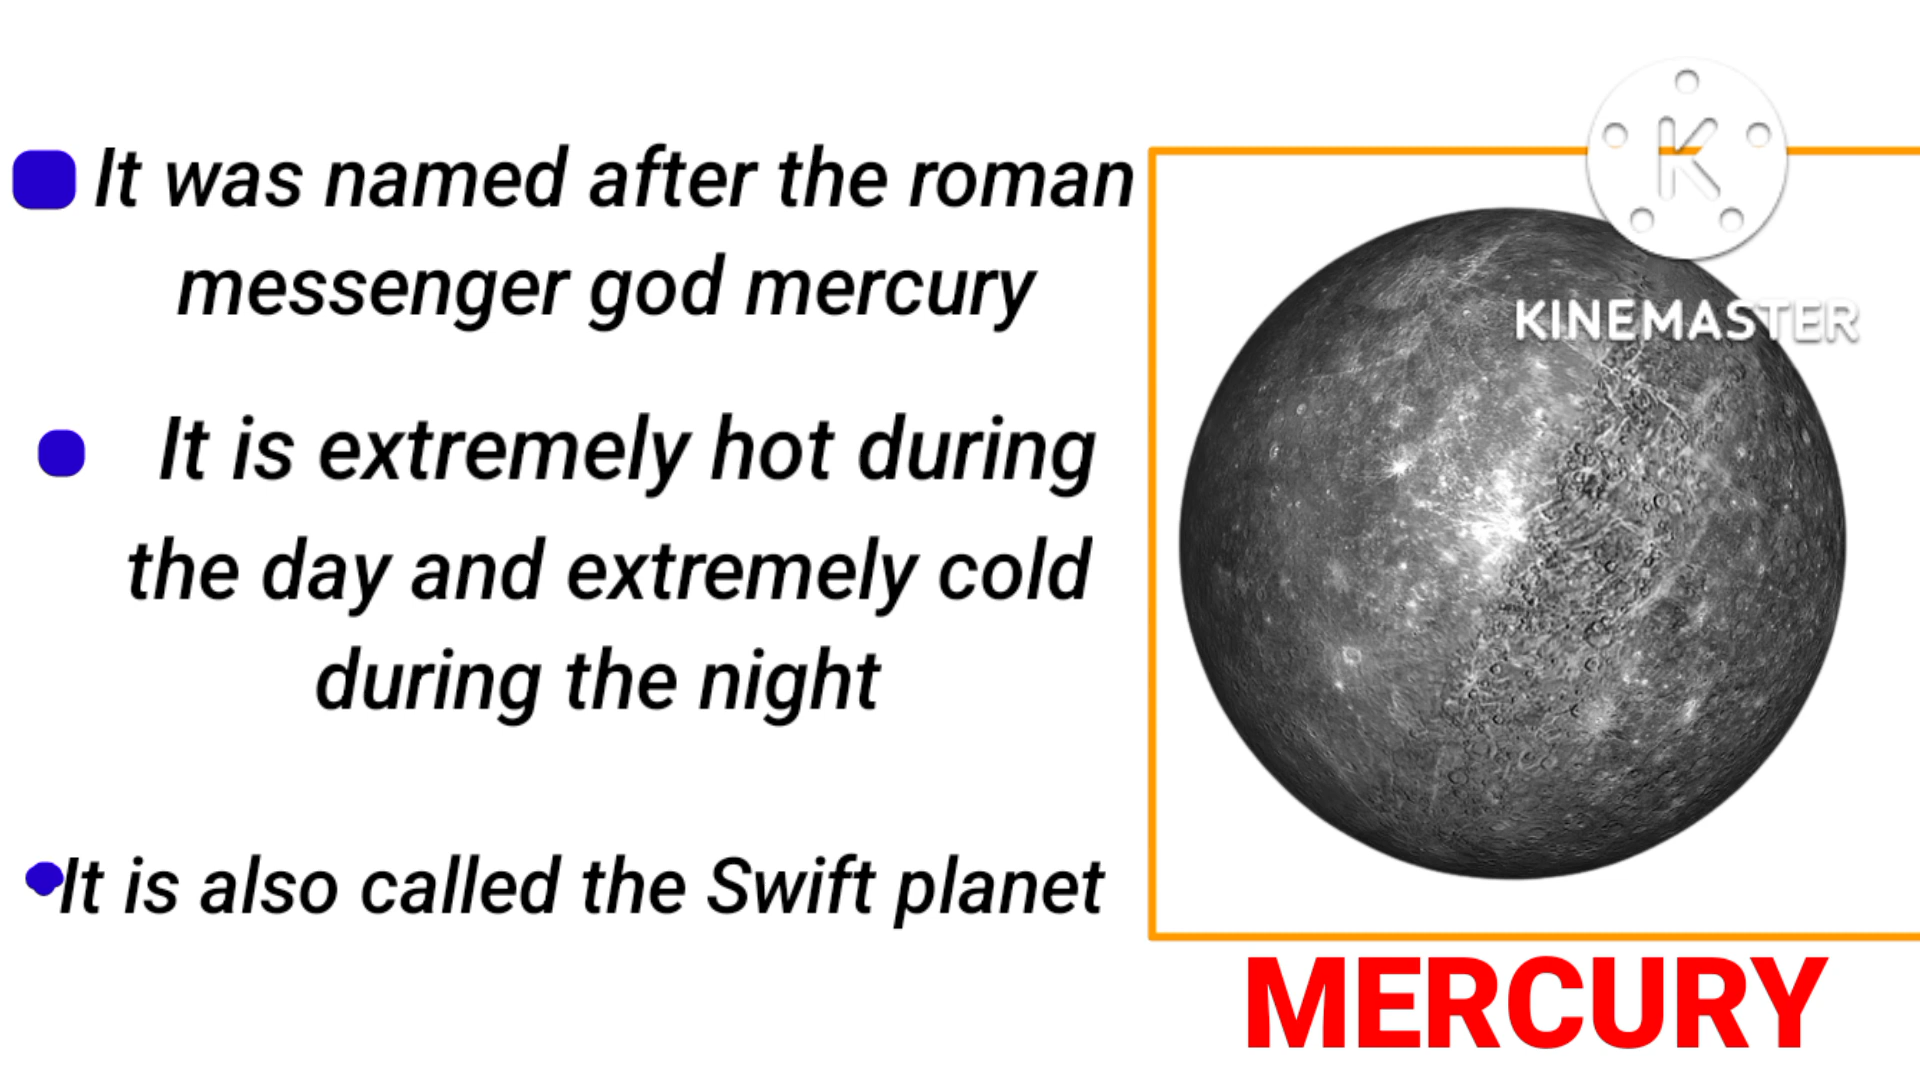 It was named after the roman
messenger god mercury
It is extremely hot during
the day and extremely cold
during the night
It is also called the Swift planet
K
KINEMASTER
MERCURY